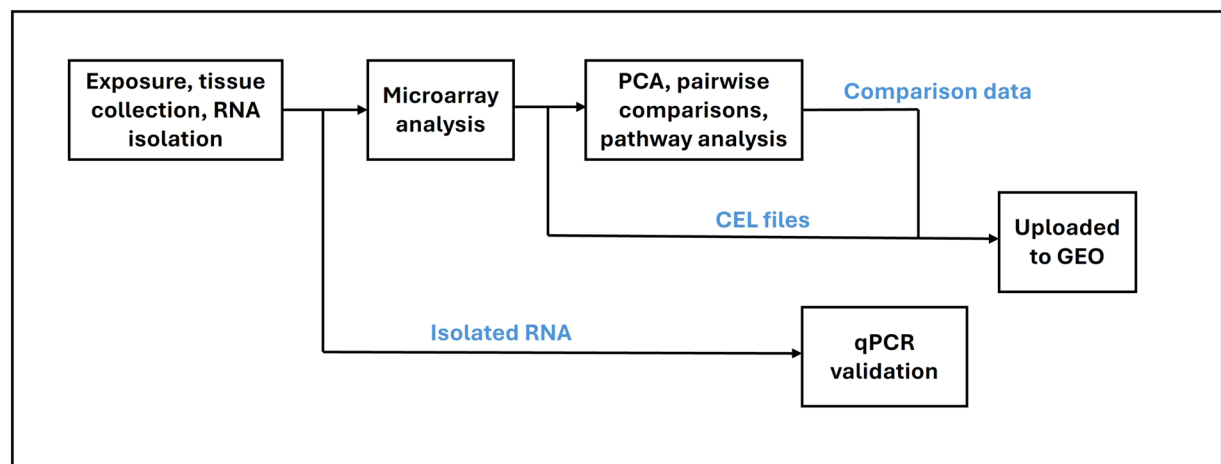 Exposure, tissue
collection, RNA
isolation
Microarray
analysis
PCA, pairwise
comparisons,
pathway analysis
Comparison data
CEL files
Uploaded
to GEO
Isolated RNA
qPCR
validation